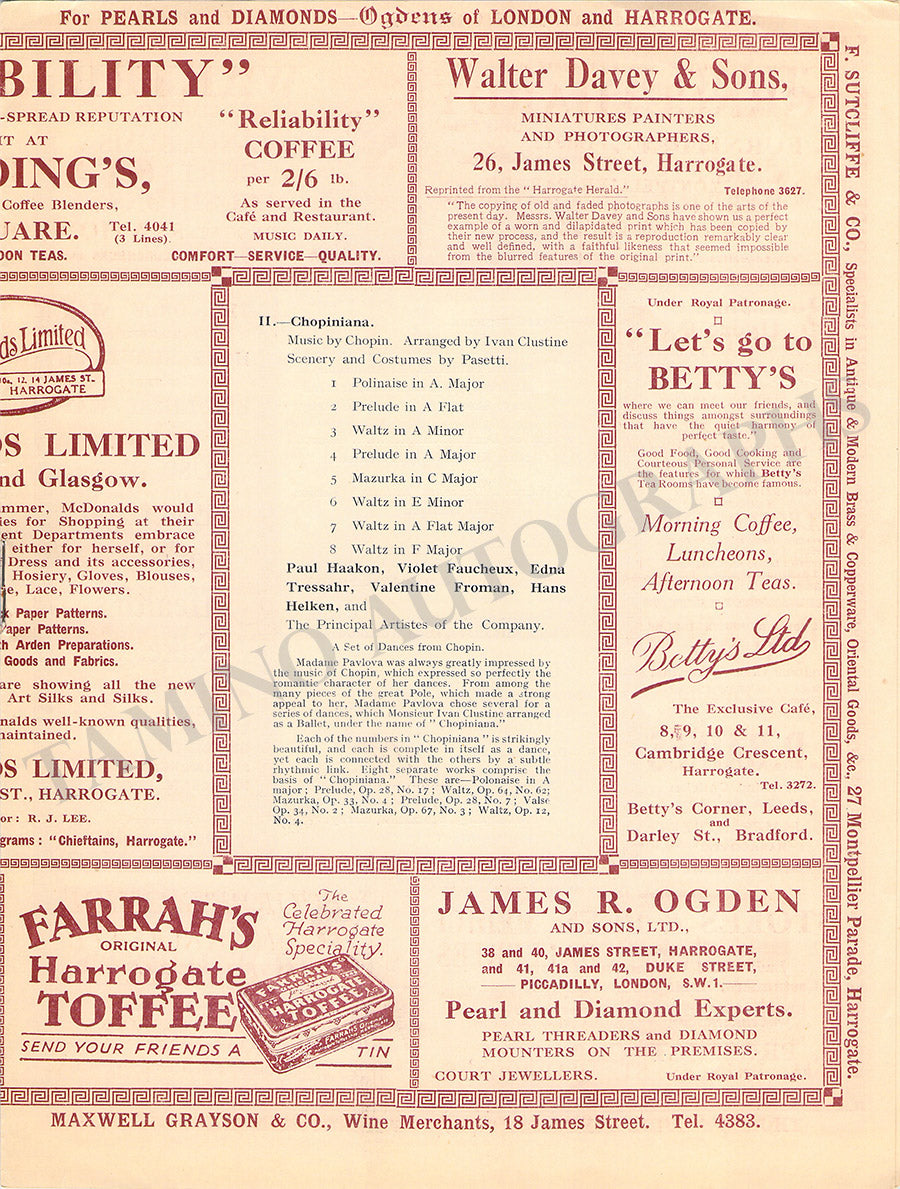 For PEARLS and DIAMONDS—Ogdens of LONDON and HARROGATE.
BILITY”
-SPREAD REPUTATION
IT AT
DING'S,
Coffee Blenders,
UARE. Tel. 4041
(3 Lines).
DON TEAS. COMFORT—SERVICE—QUALITY.
“Reliability”
COFFEE
per 2/6 lb.
As served in the
Café and Restaurant.
MUSIC DAILY.
Walter Davey & Sons,
MINIATURES PAINTERS
AND PHOTOGRAPHERS,
26, James Street, Harrogate.
Reprinted from the “Harrogate Herald.” Telephone 3627.
“The copying of old and faded photographs is one of the arts of the
present day. Messrs. Walter Davey and Sons have shown us a perfect
example of a worn and dilapidated print which has been copied by
their new process, and the result is a reproduction remarkably clear
and well defined, with a faithful likeness that seemed impossible
from the blurred features of the original print.”
F. SUTCLIFFE & CO., Specialists in Antique & Modern Brass & Copperware, Oriental Goods, &c., 27 Montpellier Parade, Harrogate.
ds Limited
10a, 12, 14 JAMES ST.
HARROGATE
DS LIMITED
nd Glasgow.
ummer, McDonalds would
ies for Shopping at their
ent Departments embrace
either for herself, or for
Dress and its accessories,
Hosiery, Gloves, Blouses,
e, Lace, Flowers.
k Paper Patterns.
Paper Patterns.
th Arden Preparations.
Goods and Fabrics.
are showing all the new
Art Silks and Silks.
onalds well-known qualities,
maintained.
DS LIMITED,
ST., HARROGATE.
or: R. J. LEE.
grams: “Chieftains, Harrogate.”
II.—Chopiniana.
Music by Chopin. Arranged by Ivan Clustine
Scenery and Costumes by Pasetti.
1 Polinaise in A. Major
2 Prelude in A Flat
3 Waltz in A Minor
4 Prelude in A Major
5 Mazurka in C Major
6 Waltz in E Minor
7 Waltz in A Flat Major
8 Waltz in F Major
Paul Haakon, Violet Faucheux, Edna
Tressahr, Valentine Froman, Hans
Helken, and
The Principal Artistes of the Company.
A Set of Dances from Chopin.
Madame Pavlova was always greatly impressed by
the music of Chopin, which expressed so perfectly the
romantic character of her dances. From among the
many pieces of the great Pole, which made a strong
appeal to her, Madame Pavlova chose several for a
series of dances, which Monsieur Ivan Clustine arranged
as a Ballet, under the name of “Chopiniana.”
Each of the numbers in “Chopiniana” is strikingly
beautiful, and each is complete in itself as a dance,
yet each is connected with the others by a subtle
rhythmic link. Eight separate works comprise the
basis of “Chopiniana.” These are—Polonaise in A
major; Prelude, Op. 28, No. 17; Waltz, Op. 64, No. 62;
Mazurka, Op. 33, No. 4; Prelude, Op. 28, No. 7; Valse
Op. 34, No. 2; Mazurka, Op. 67, No. 3; Waltz, Op. 12,
No. 4.
Under Royal Patronage.
“Let's go to
BETTY'S
where we can meet our friends, and
discuss things amongst surroundings
that have the quiet harmony of
perfect taste.”
Good Food, Good Cooking and
Courteous Personal Service are
the features for which Betty's
Tea Rooms have become famous.
Morning Coffee,
Luncheons,
Afternoon Teas.
Betty's Ltd
The Exclusive Café,
8, 9, 10 & 11,
Cambridge Crescent,
Harrogate.
Tel. 3272.
Betty's Corner, Leeds,
and
Darley St., Bradford.
FARRAH'S
ORIGINAL
Harrogate
TOFFEE
SEND YOUR FRIENDS A TIN
The
Celebrated
Harrogate
Speciality.
FARRAH'S
HARROGATE
TOFFEE
JAMES R. OGDEN
AND SONS, LTD.,
38 and 40, JAMES STREET, HARROGATE,
and 41, 41a and 42, DUKE STREET,
PICCADILLY, LONDON, S.W.1.
Pearl and Diamond Experts.
PEARL THREADERS and DIAMOND
MOUNTERS ON THE PREMISES.
COURT JEWELLERS. Under Royal Patronage.
MAXWELL GRAYSON & CO., Wine Merchants, 18 James Street. Tel. 4383.
TAMINO AUTOGRAPHS